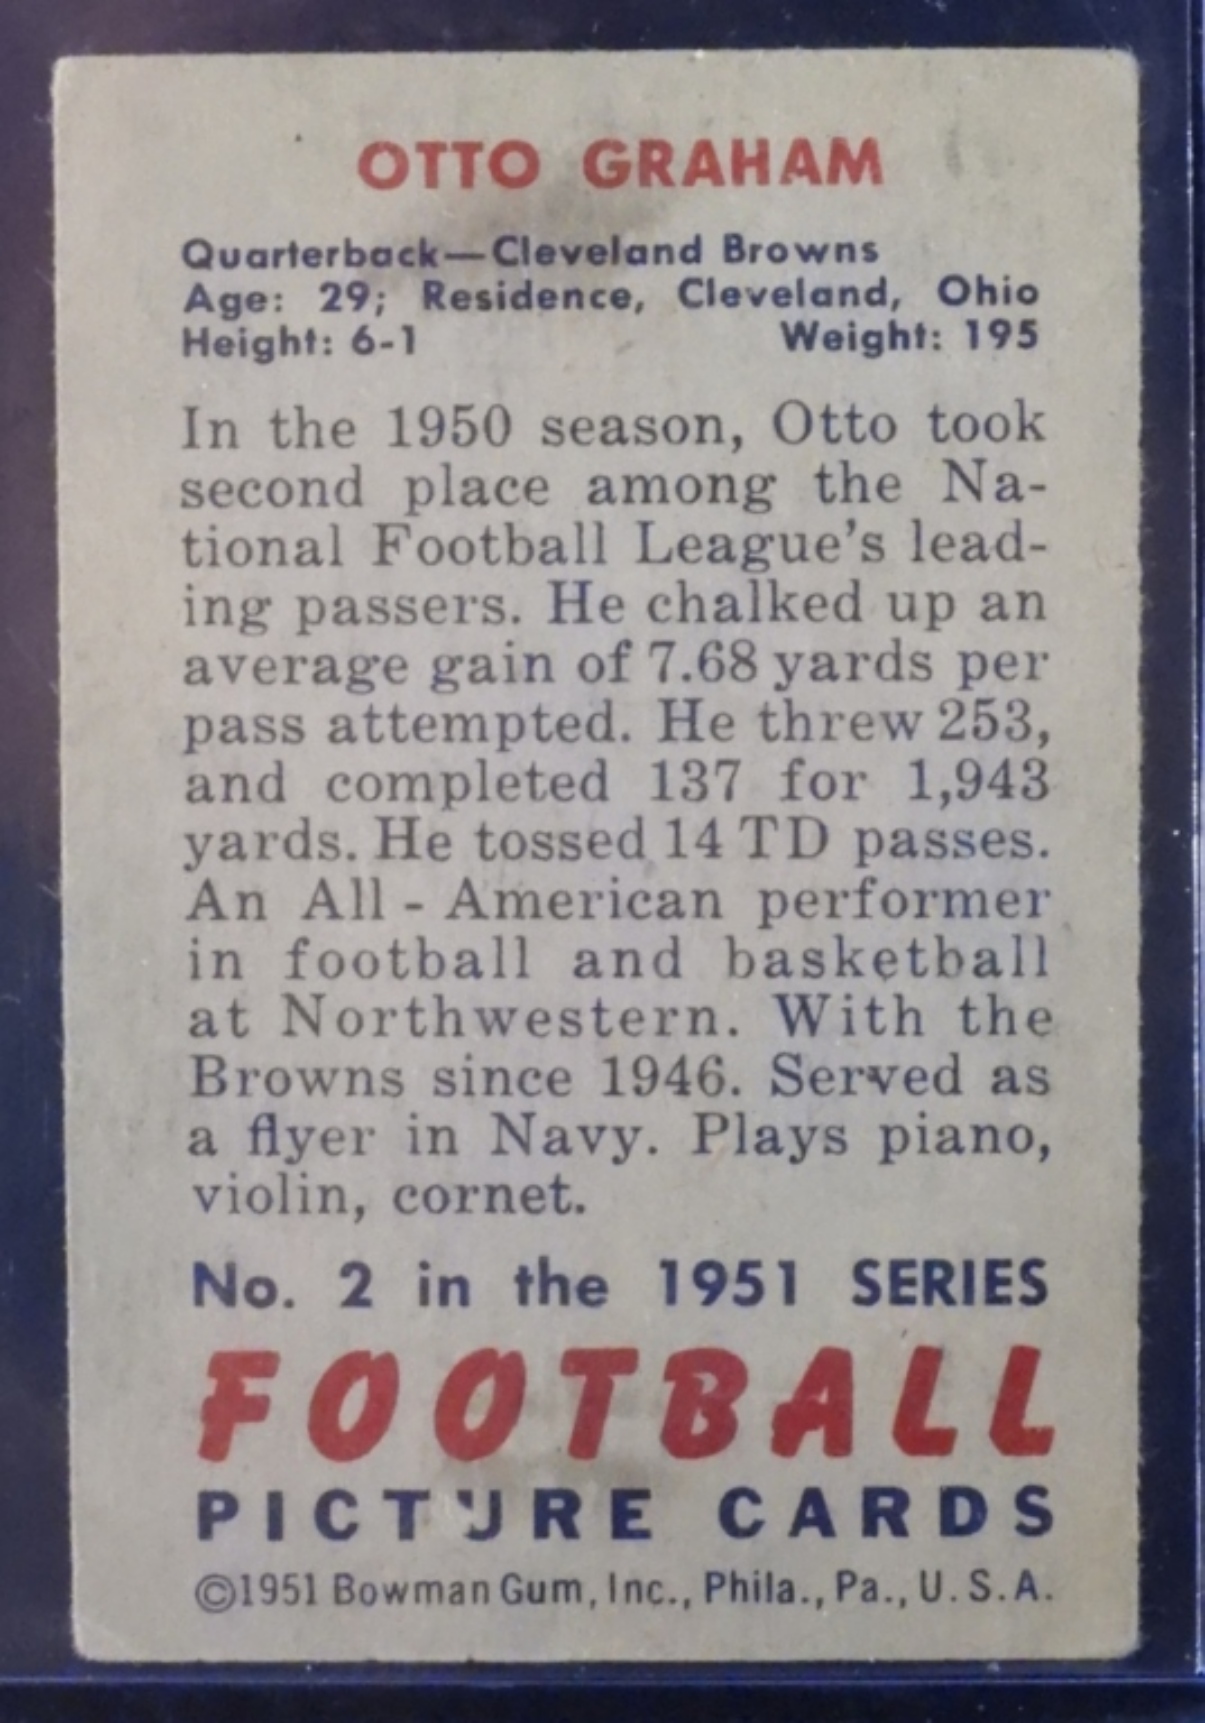 OTTO GRAHAM
Quarterback—Cleveland Browns
Age: 29; Residence, Cleveland, Ohio
Height: 6-1 Weight: 195
In the 1950 season, Otto took
second place among the Na-
tional Football League's lead-
ing passers. He chalked up an
average gain of 7.68 yards per
pass attempted. He threw 253,
and completed 137 for 1,943
yards. He tossed 14 TD passes.
An All - American performer
in football and basketball
at Northwestern. With the
Browns since 1946. Served as
a flyer in Navy. Plays piano,
violin, cornet.
No. 2 in the 1951 SERIES
FOOTBALL
PICTURE CARDS
©1951 Bowman Gum, Inc., Phila., Pa., U. S. A.